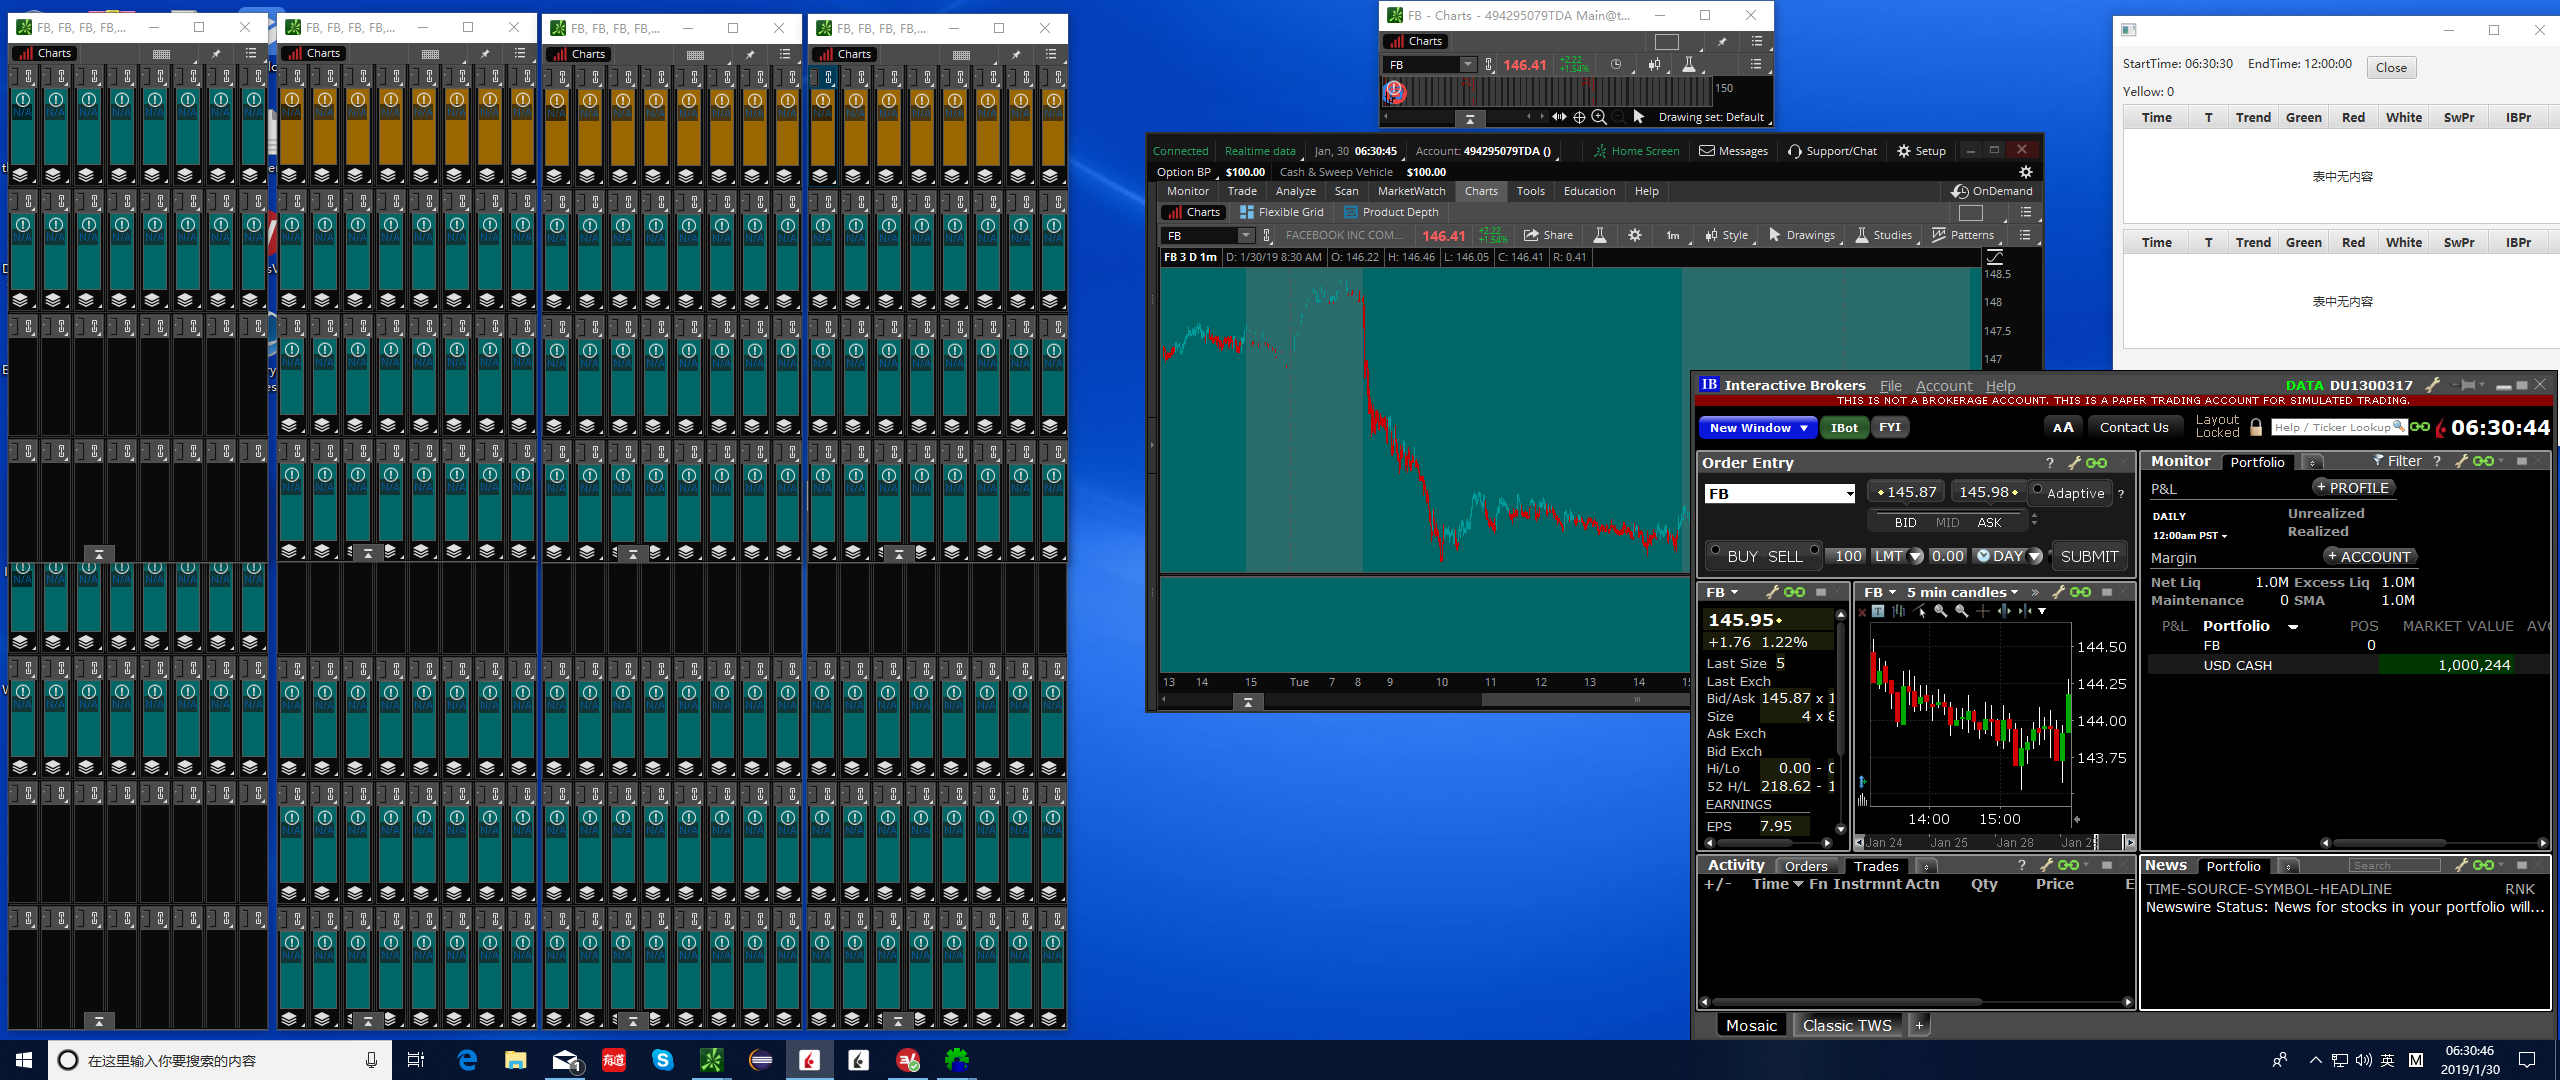 FB, FB, FB, FB,...
Charts
FB, FB, FB, FB,...
Charts
FB, FB, FB, FB,...
Charts
FB, FB, FB, FB,...
Charts
N/A
FB - Charts - 494295079TDA Main@t...
Charts
FB
146.41
+2.22
+1.54%
150
Drawing set: Default
Connected
Realtime data
Jan, 30 06:30:45
Account: 494295079TDA ()
Home Screen
Messages
Support/Chat
Setup
Option BP
$100.00
Cash & Sweep Vehicle
$100.00
Monitor
Trade
Analyze
Scan
MarketWatch
Charts
Tools
Education
Help
OnDemand
Charts
Flexible Grid
Product Depth
FB
FACEBOOK INC COM...
146.41
+2.22
+1.54%
Share
1m
Style
Drawings
Studies
Patterns
FB 3 D 1m
D: 1/30/19 8:30 AM
O: 146.22
H: 146.46
L: 146.05
C: 146.41
R: 0.41
148.5
148
147.5
147
13 14 15 Tue 7 8 9 10 11 12 13 14
StartTime: 06:30:30
EndTime: 12:00:00
Close
Yellow: 0
Time T Trend Green Red White SwPr IBPr
表中无内容
Time T Trend Green Red White SwPr IBPr
表中无内容
IB Interactive Brokers File Account Help
DATA DU1300317
THIS IS NOT A BROKERAGE ACCOUNT. THIS IS A PAPER TRADING ACCOUNT FOR SIMULATED TRADING.
New Window
IBot
FYI
AA
Contact Us
Layout
Locked
Help / Ticker Lookup
06:30:44
Order Entry
?
FB
145.87
145.98
Adaptive
?
BID MID ASK
BUY SELL
100
LMT
0.00
DAY
SUBMIT
FB
145.95
+1.76 1.22%
Last Size 5
Last Exch
Bid/Ask 145.87 x 1
Size 4 x 8
Ask Exch
Bid Exch
Hi/Lo 0.00 - 0
52 H/L 218.62 - 1
EARNINGS
EPS 7.95
FB 5 min candles »
144.50
144.25
144.00
143.75
14:00 15:00
Jan 24 Jan 25 Jan 28
Monitor Portfolio
Filter ?
P&L
+ PROFILE
DAILY
12:00am PST
Unrealized
Realized
Margin
+ ACCOUNT
Net Liq 1.0M Excess Liq 1.0M
Maintenance 0 SMA 1.0M
P&L Portfolio POS MARKET VALUE AVG
FB 0
USD CASH 1,000,244
Activity Orders Trades
?
+/- Time Fn Instrmnt Actn Qty Price E
News Portfolio
Search
TIME-SOURCE-SYMBOL-HEADLINE RNK
Newswire Status: News for stocks in your portfolio will...
Mosaic
Classic TWS
+
在这里输入你要搜索的内容
1
有道
英
M
06:30:46
2019/1/30